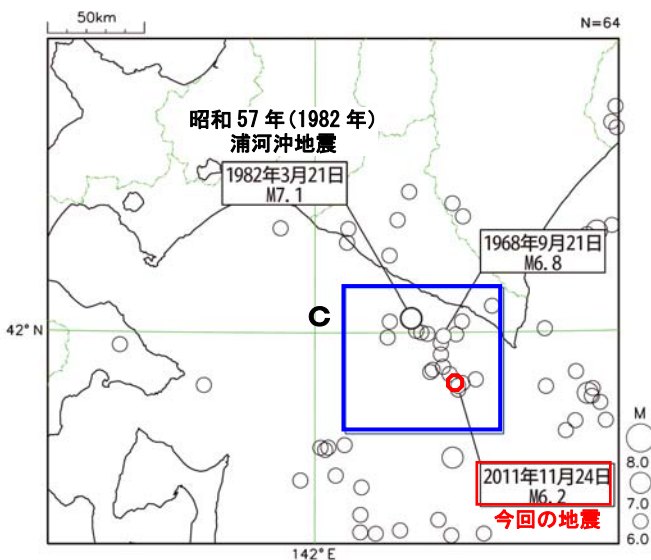 50km
N=64
昭和57年(1982年)
浦河沖地震
1982年3月21日
M7.1
1968年9月21日
M6.8
C
42°N
M
8.0
7.0
6.0
2011年11月24日
M6.2
今回の地震
142°E